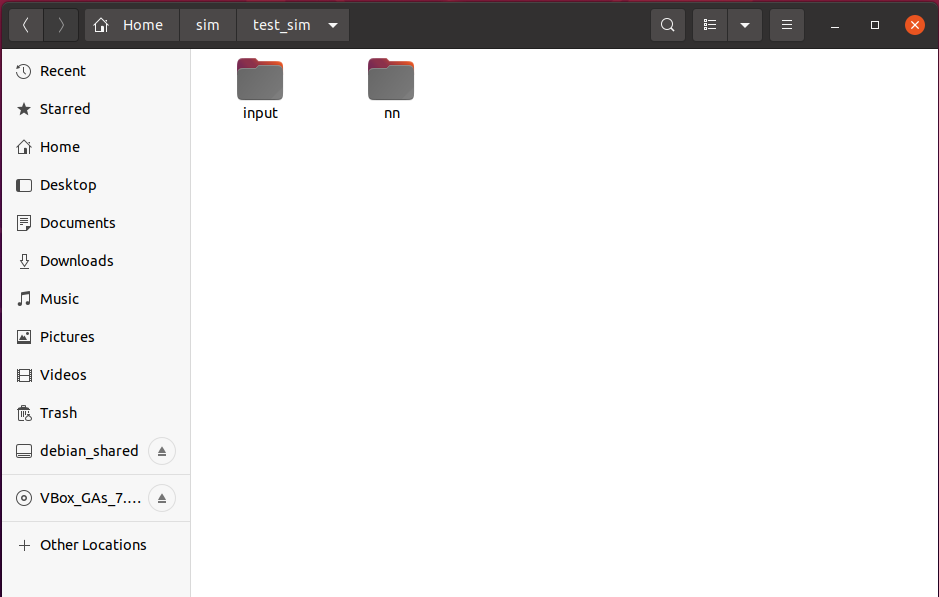 Home sim test_sim
Recent
Starred
Home
Desktop
Documents
Downloads
Music
Pictures
Videos
Trash
debian_shared
VBox_GAs_7....
Other Locations
input nn